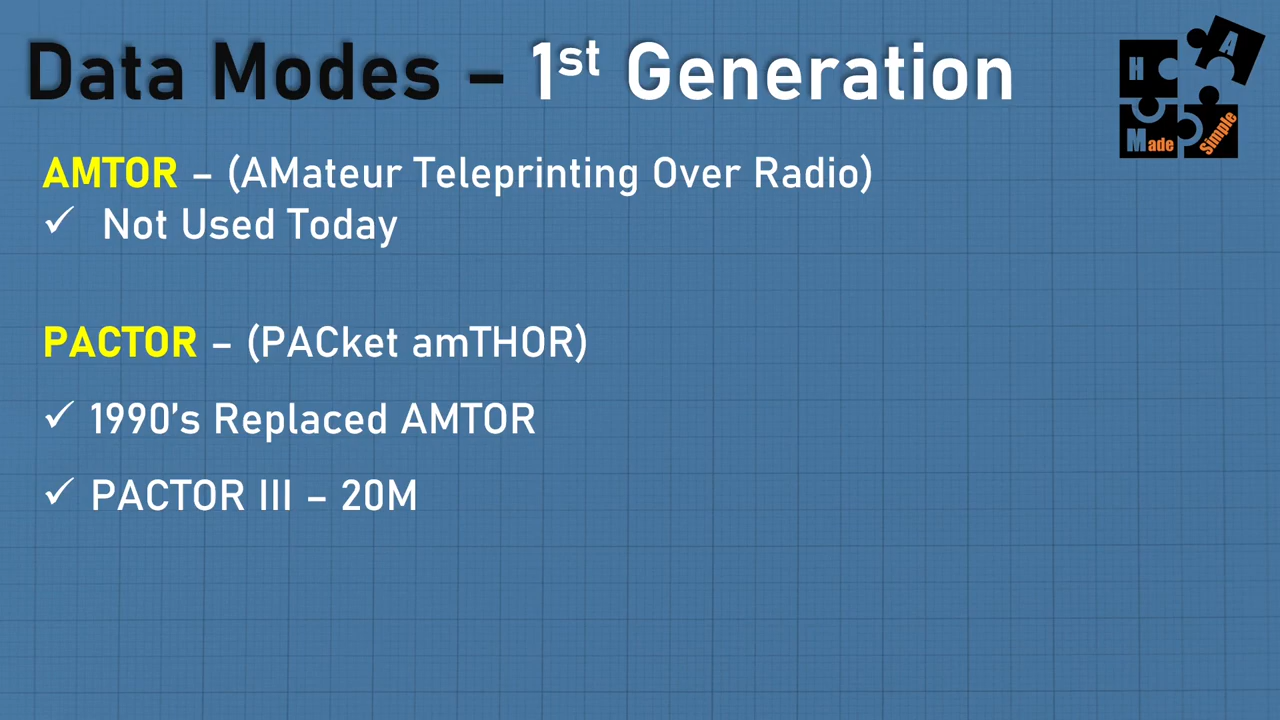 Data Modes – 1st Generation
H A
Made Simple
AMTOR – (AMateur Teleprinting Over Radio)
✓ Not Used Today
PACTOR – (PACket amTHOR)
✓ 1990's Replaced AMTOR
✓ PACTOR III – 20M